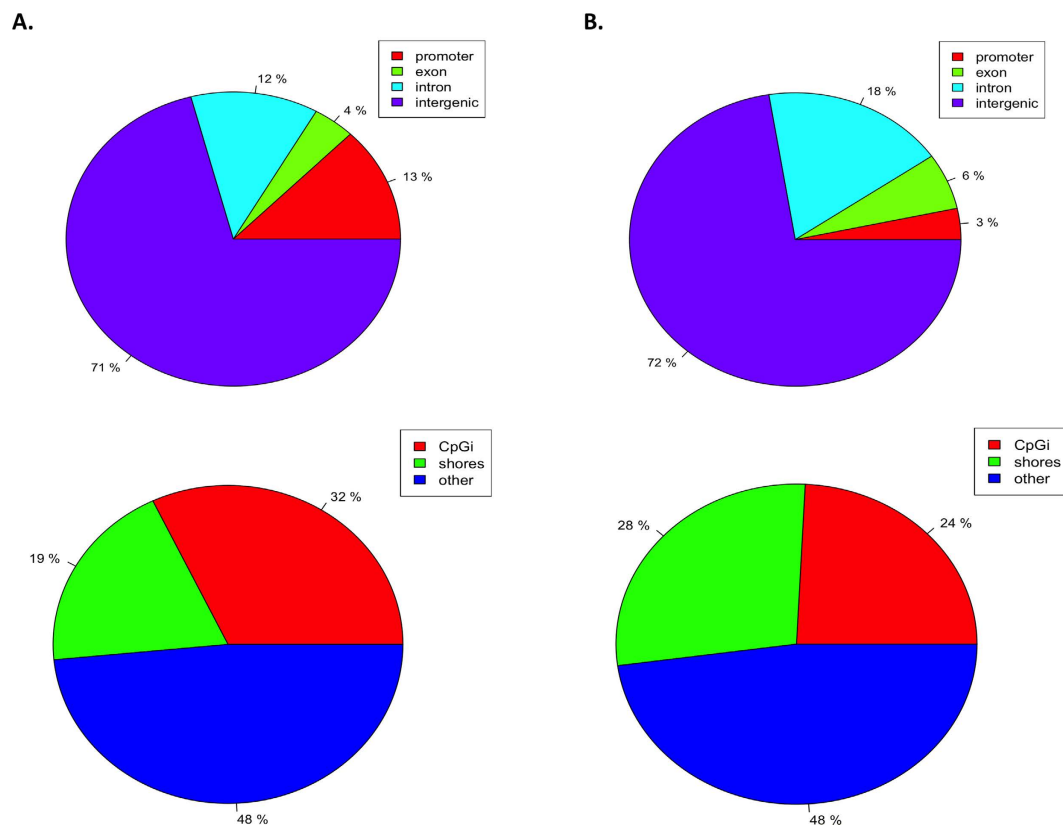 A.
promoter
exon
intron
intergenic
12 %
4 %
13 %
71 %
CpGi
shores
other
32 %
19 %
48 %
B.
promoter
exon
intron
intergenic
18 %
6 %
3 %
72 %
CpGi
shores
other
28 %
24 %
48 %